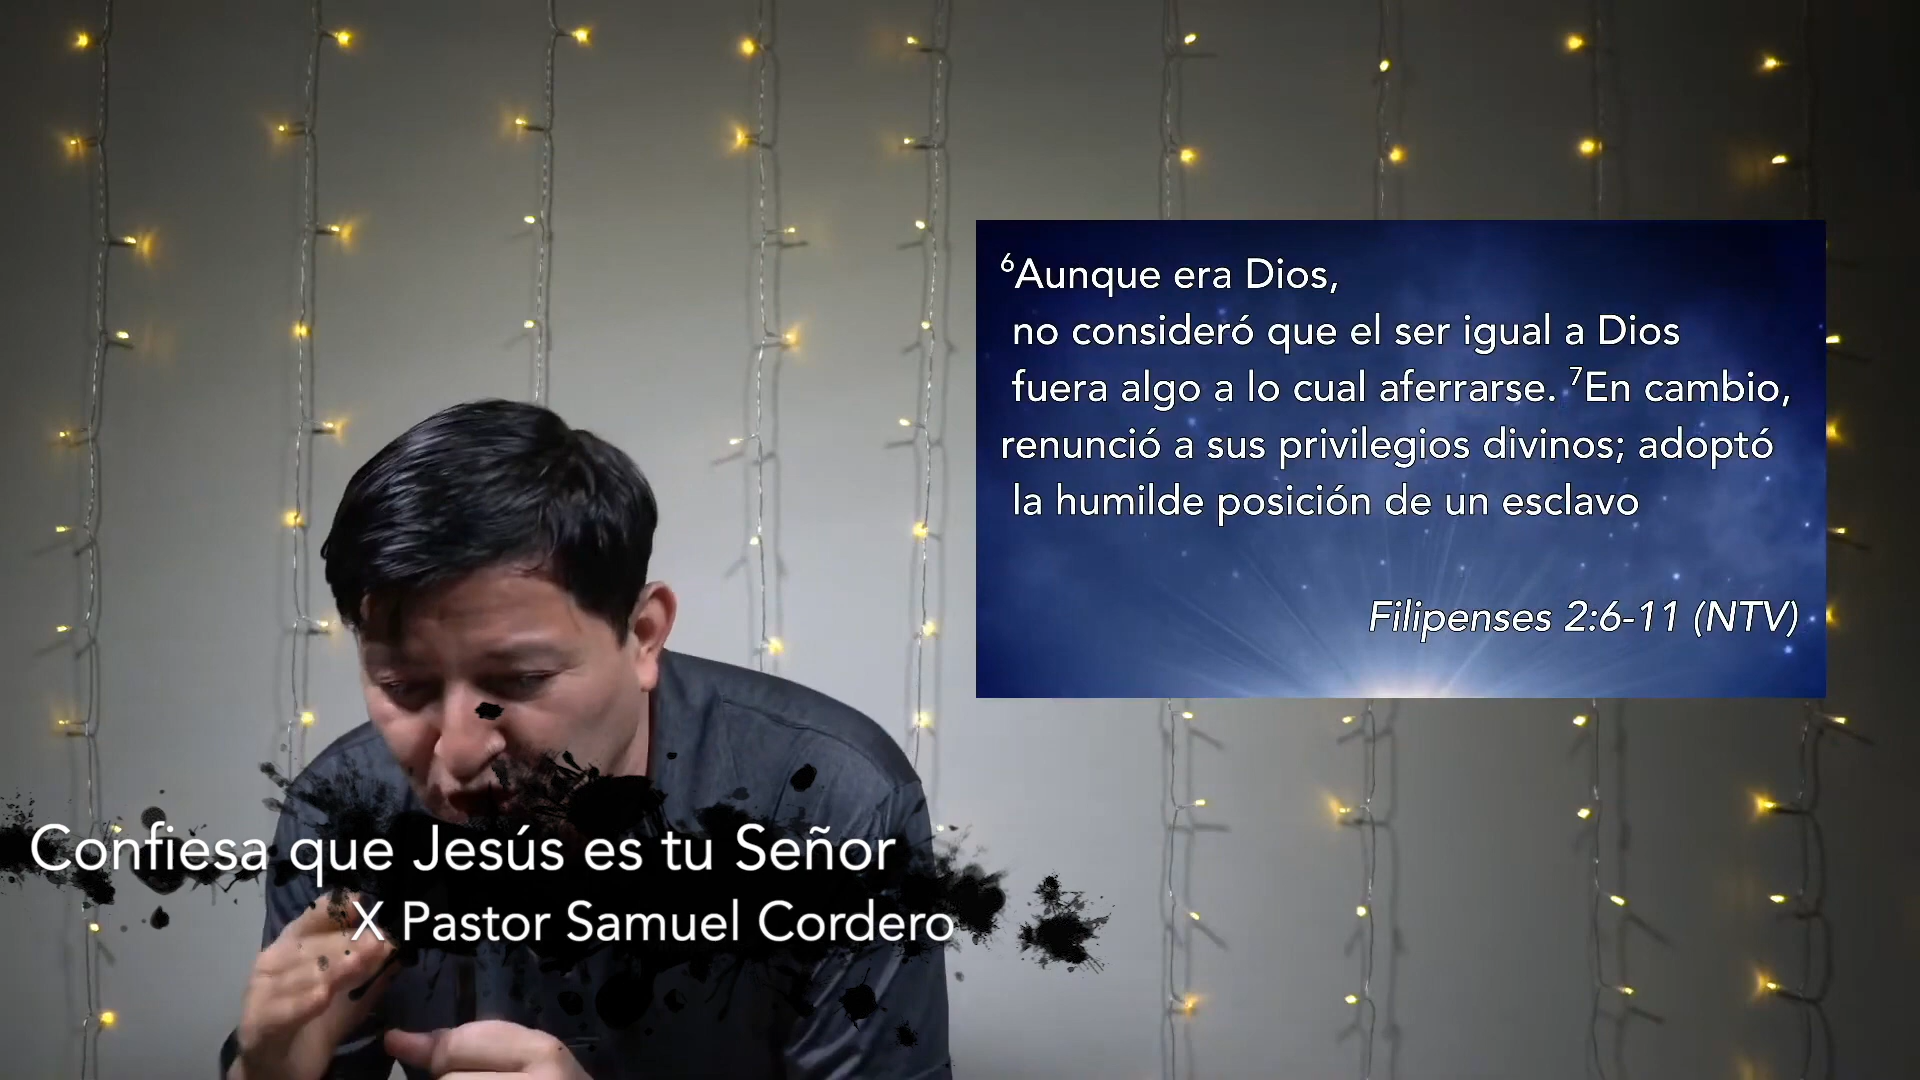 ⁶Aunque era Dios,
no consideró que el ser igual a Dios
fuera algo a lo cual aferrarse. ⁷En cambio,
renunció a sus privilegios divinos; adoptó
la humilde posición de un esclavo
Filipenses 2:6-11 (NTV)
Confiesa que Jesús es tu Señor
X Pastor Samuel Cordero